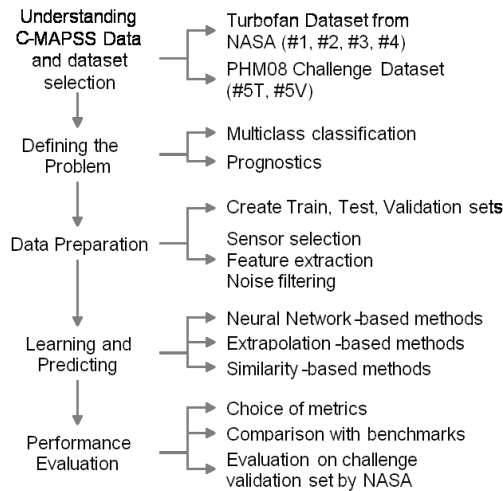 Understanding
C-MAPSS Data
and dataset
selection
Turbofan Dataset from
NASA (#1, #2, #3, #4)
PHM08 Challenge Dataset
(#5T, #5V)
Defining the
Problem
Multiclass classification
Prognostics
Data Preparation
Create Train, Test, Validation sets
Sensor selection
Feature extraction
Noise filtering
Learning and
Predicting
Neural Network-based methods
Extrapolation-based methods
Similarity-based methods
Performance
Evaluation
Choice of metrics
Comparison with benchmarks
Evaluation on challenge
validation set by NASA